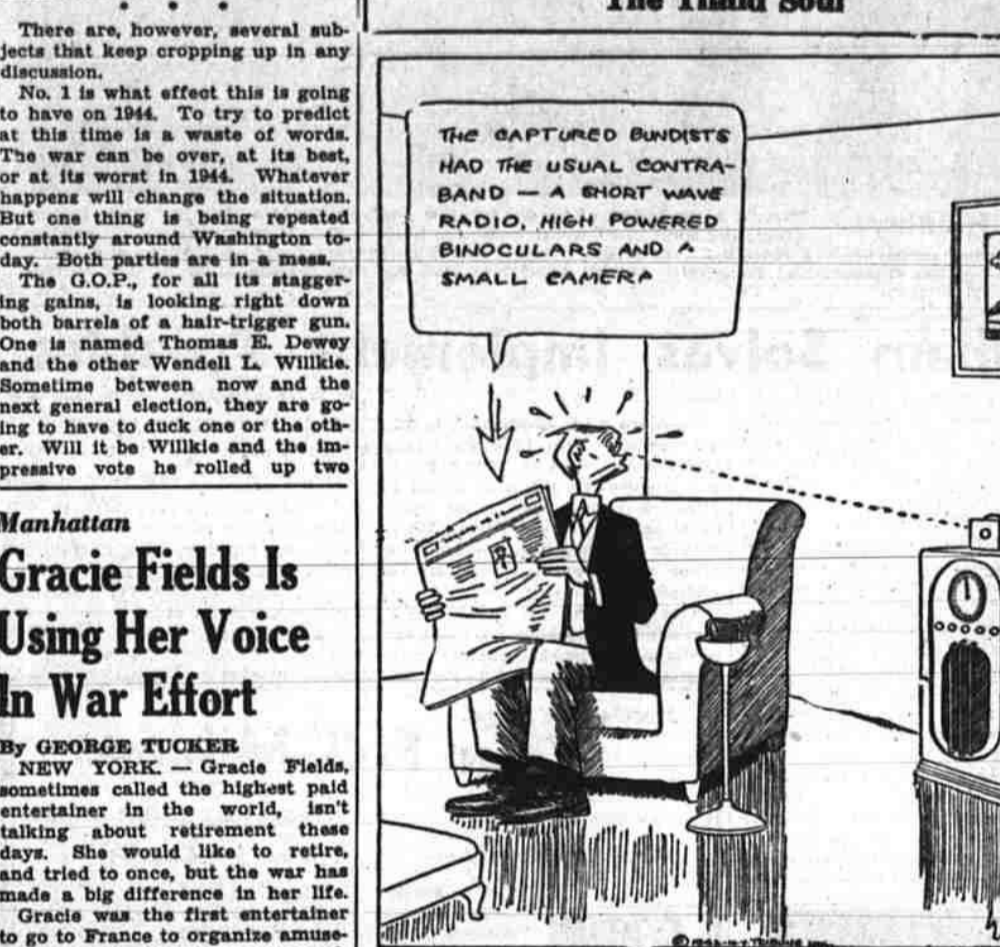 The Timid Soul
There are, however, several sub-
jects that keep cropping up in any
discussion.
No. 1 is what effect this is going
to have on 1944. To try to predict
at this time is a waste of words.
The war can be over, at its best,
or at its worst in 1944. Whatever
happens will change the situation.
But one thing is being repeated
constantly around Washington to-
day. Both parties are in a mess.
The G.O.P., for all its stagger-
ing gains, is looking right down
both barrels of a hair-trigger gun.
One is named Thomas E. Dewey
and the other Wendell L. Willkie.
Sometime between now and the
next general election, they are go-
ing to have to duck one or the oth-
er. Will it be Willkie and the im-
pressive vote he rolled up two
Manhattan
Gracie Fields Is
Using Her Voice
In War Effort
By GEORGE TUCKER
NEW YORK. — Gracie Fields,
sometimes called the highest paid
entertainer in the world, isn't
talking about retirement these
days. She would like to retire,
and tried to once, but the war has
made a big difference in her life.
Gracie was the first entertainer
to go to France to organize amuse-
THE CAPTURED BUNDISTS
HAD THE USUAL CONTRA-
BAND — A SHORT WAVE
RADIO, HIGH POWERED
BINOCULARS AND A
SMALL CAMERA